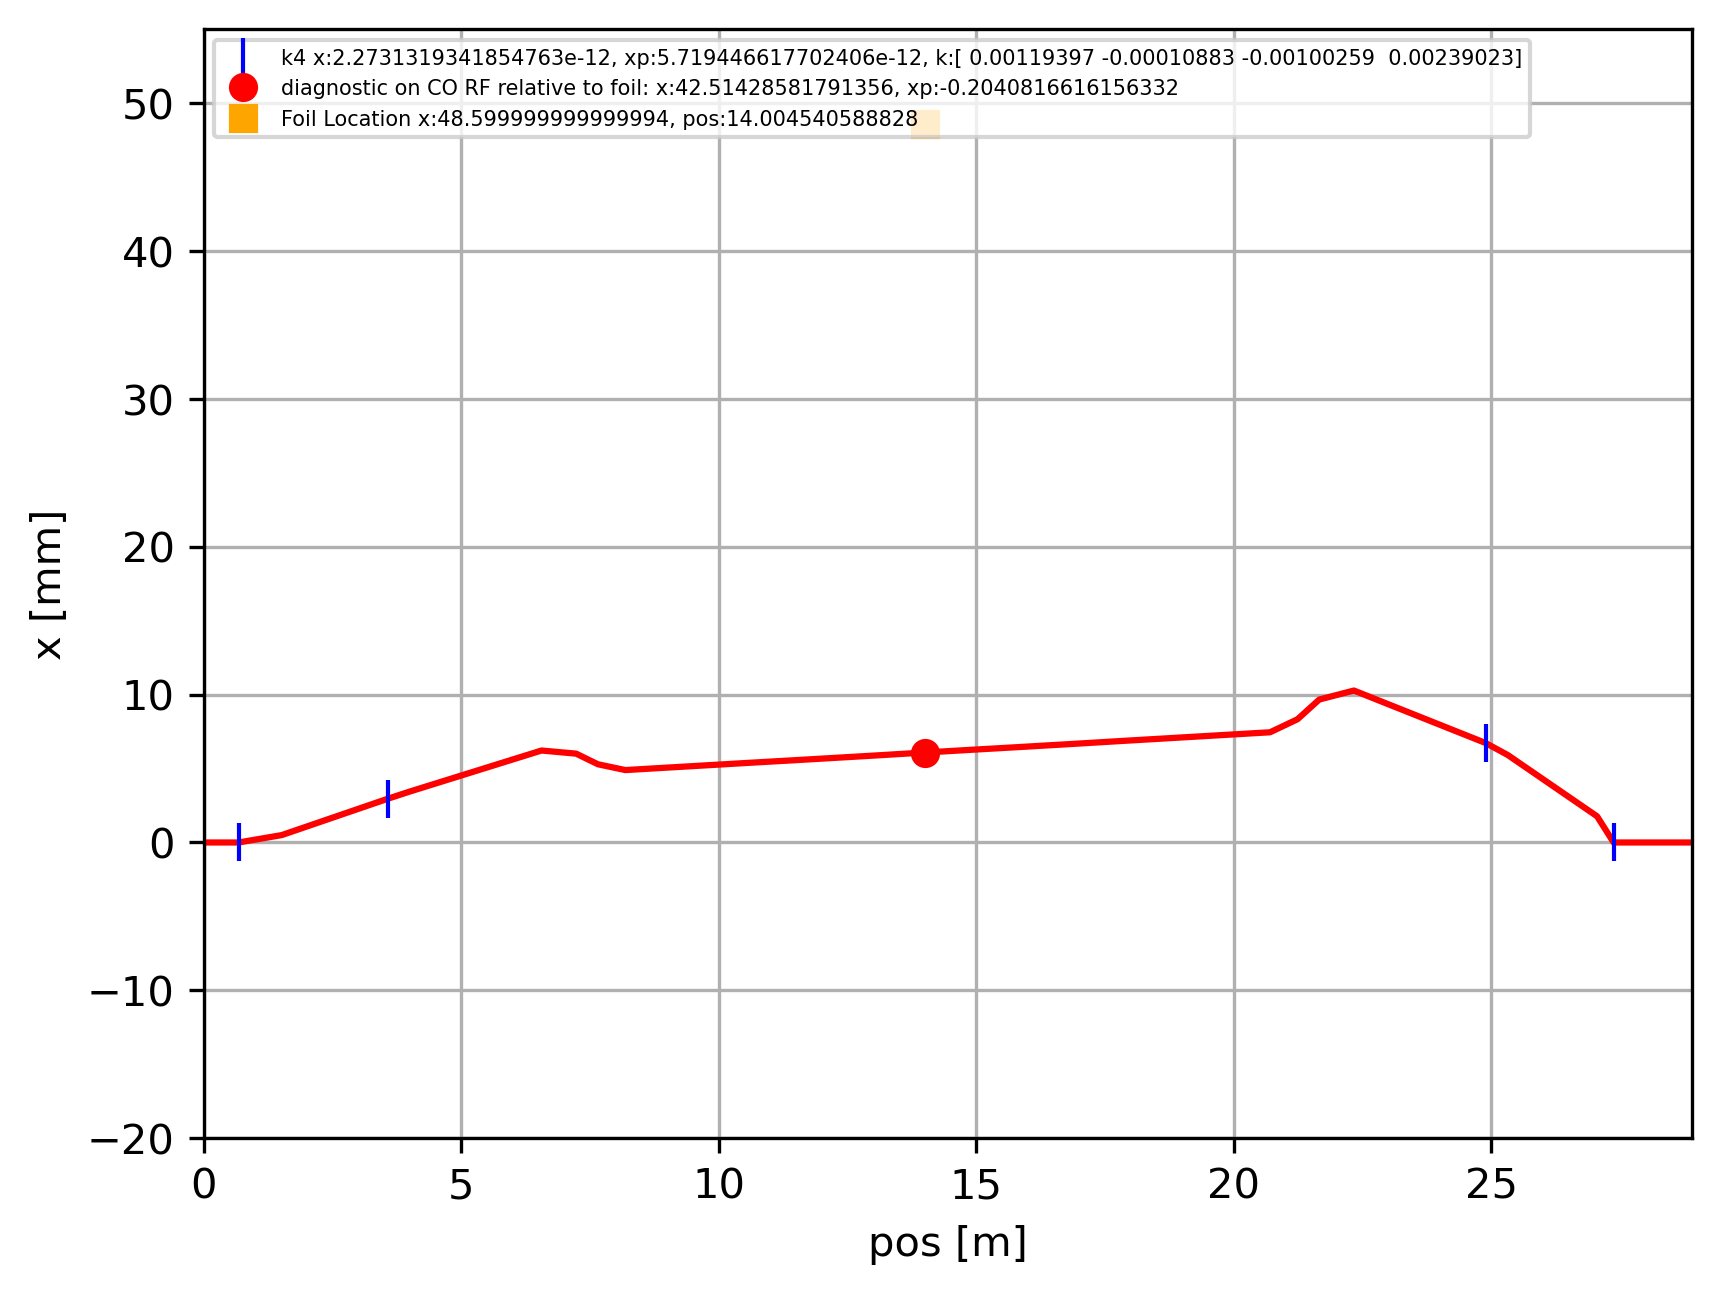 k4 x:2.2731319341854763e-12, xp:5.719446617702406e-12, k:[ 0.00119397 -0.00010883 -0.00100259  0.00239023]
diagnostic on CO RF relative to foil: x:42.51428581791356, xp:-0.2040816616156332
Foil Location x:48.599999999999994, pos:14.004540588828
50
40
30
20
10
0
−10
−20
x [mm]
0 5 10 15 20 25
pos [m]